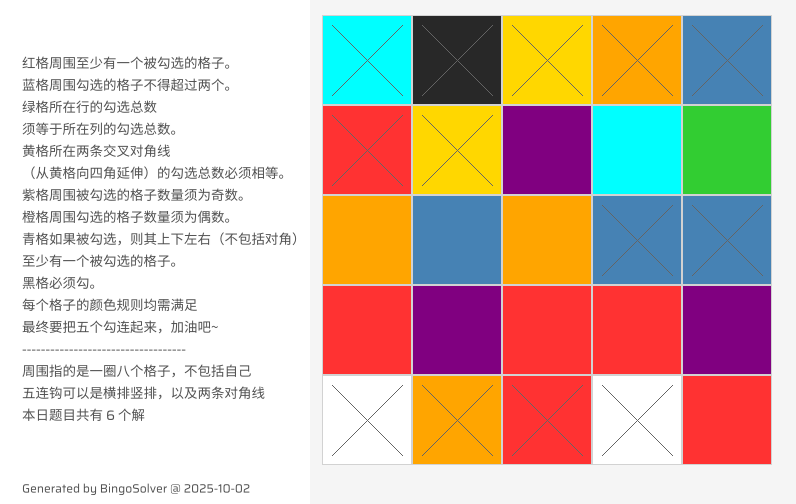 红格周围至少有一个被勾选的格子。
蓝格周围勾选的格子不得超过两个。
绿格所在行的勾选总数
须等于所在列的勾选总数。
黄格所在两条交叉对角线
（从黄格向四角延伸）的勾选总数必须相等。
紫格周围被勾选的格子数量须为奇数。
橙格周围勾选的格子数量须为偶数。
青格如果被勾选，则其上下左右（不包括对角）
至少有一个被勾选的格子。
黑格必须勾。
每个格子的颜色规则均需满足
最终要把五个勾连起来，加油吧~
----------------------------------
周围指的是一圈八个格子，不包括自己
五连钩可以是横排竖排，以及两条对角线
本日题目共有 6 个解
Generated by BingoSolver @ 2025-10-02